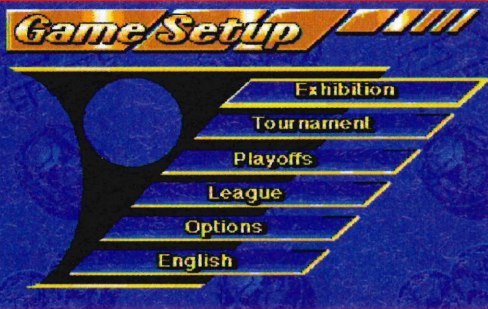 Game Setup
Exhibition
Tournament
Playoffs
League
Options
English